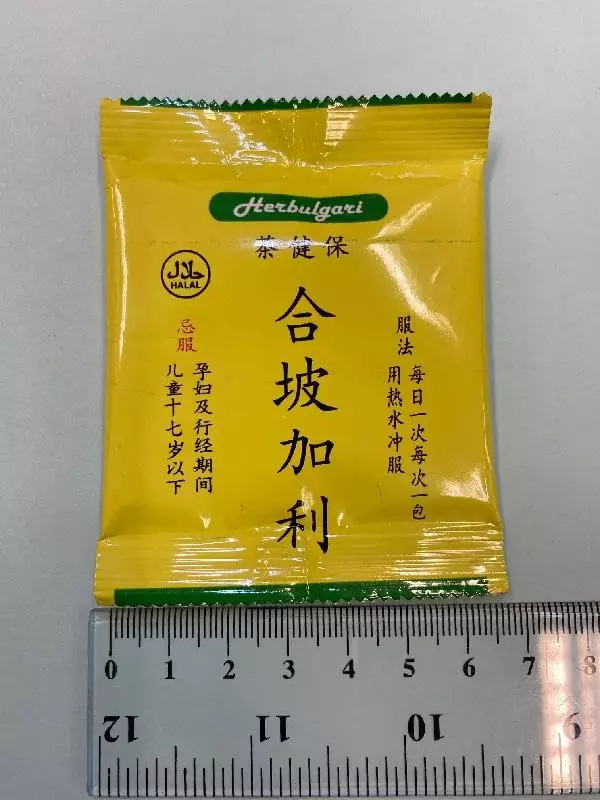 Herbulgari
保健茶
服法
每日一次每次一包
用热水冲服
合坡加利
حلال
HALAL
忌服
孕妇及行经期间
儿童十七岁以下
0 1 2 3 4 5 6 7 8
12 11 10 9